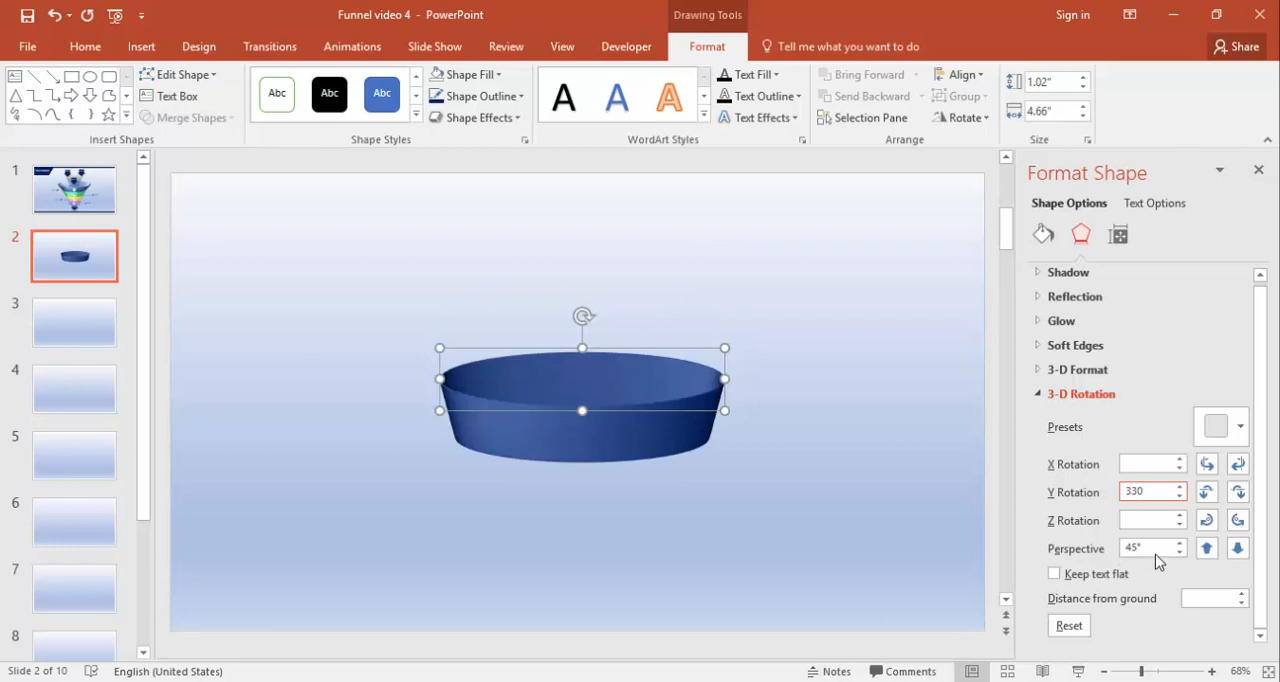 Funnel video 4 - PowerPoint
Drawing Tools
Sign in
File
Home
Insert
Design
Transitions
Animations
Slide Show
Review
View
Developer
Format
Tell me what you want to do
Share
Edit Shape
Text Box
Merge Shapes
Insert Shapes
Abc
Abc
Abc
Shape Fill
Shape Outline
Shape Effects
Shape Styles
A
A
A
Text Fill
Text Outline
Text Effects
WordArt Styles
Bring Forward
Send Backward
Selection Pane
Align
Group
Rotate
Arrange
1.02"
4.66"
Size
1
2
3
4
5
6
7
8
Format Shape
Shape Options
Text Options
Shadow
Reflection
Glow
Soft Edges
3-D Format
3-D Rotation
Presets
X Rotation
Y Rotation 330
Z Rotation
Perspective 45°
Keep text flat
Distance from ground
Reset
Slide 2 of 10
English (United States)
Notes
Comments
68%